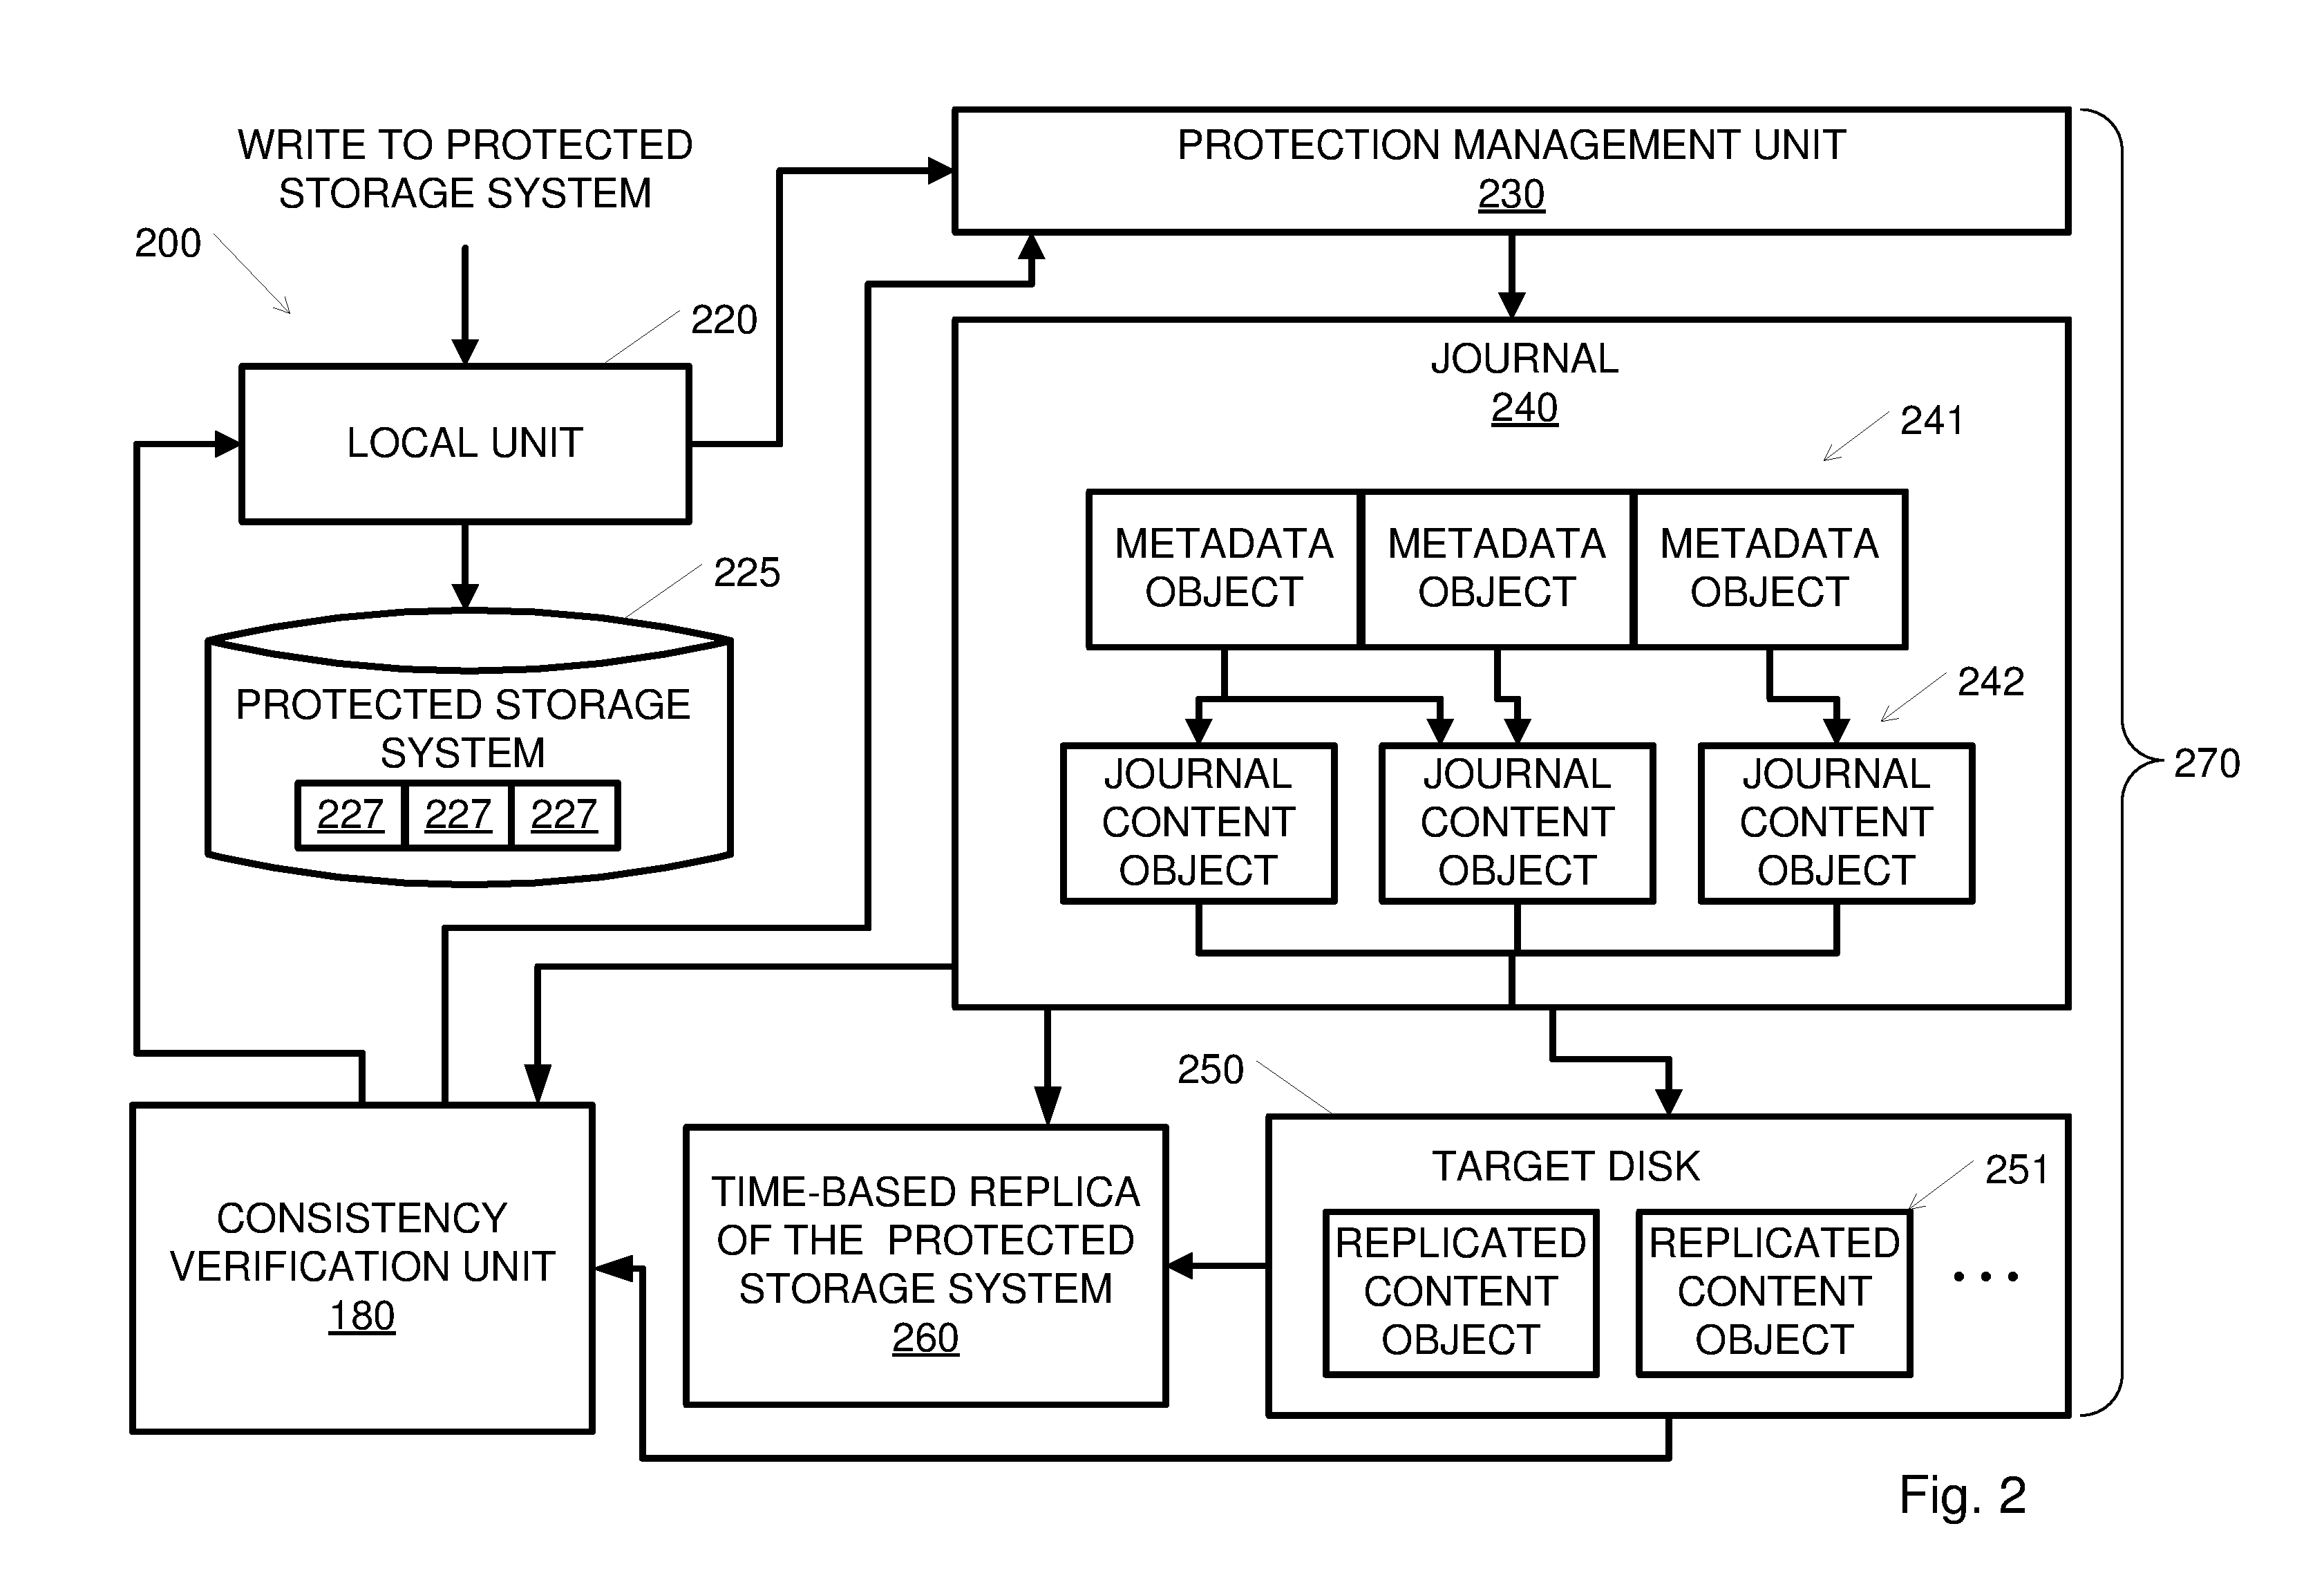 WRITE TO PROTECTED
STORAGE SYSTEM
200
220
LOCAL UNIT
225
PROTECTED STORAGE
SYSTEM
227 227 227
PROTECTION MANAGEMENT UNIT
230
JOURNAL
240
241
METADATA
OBJECT
METADATA
OBJECT
METADATA
OBJECT
242
JOURNAL
CONTENT
OBJECT
JOURNAL
CONTENT
OBJECT
JOURNAL
CONTENT
OBJECT
270
CONSISTENCY
VERIFICATION UNIT
180
TIME-BASED REPLICA
OF THE PROTECTED
STORAGE SYSTEM
260
250
TARGET DISK
251
REPLICATED
CONTENT
OBJECT
REPLICATED
CONTENT
OBJECT
...
Fig. 2